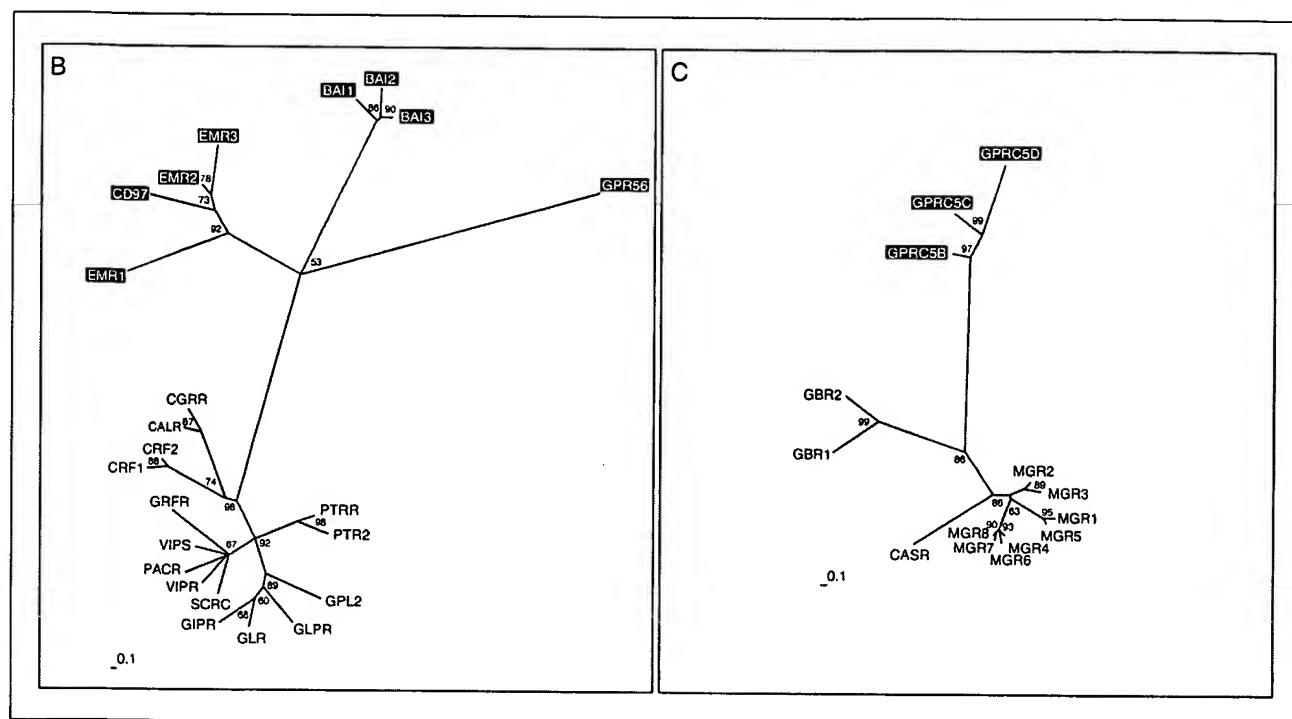 B
BAI1
BAI2
86
90
BAI3
EMR3
78
EMR2
CD97
73
GPR56
92
EMR1
53
CGRR
67
CALR
CRF2
88
CRF1
74
98
GRFR
PTRR
98
PTR2
VIPS
67
92
PACR
VIPR
SCRC
89
GPL2
60
68
GIPR
GLR
GLPR
0.1
C
GPRC5D
GPRC5C
99
GPRC5B
97
GBR2
99
GBR1
86
MGR2
89
MGR3
86
63
95
MGR1
MGR5
90
93
MGR8
MGR4
MGR7
MGR6
CASR
0.1